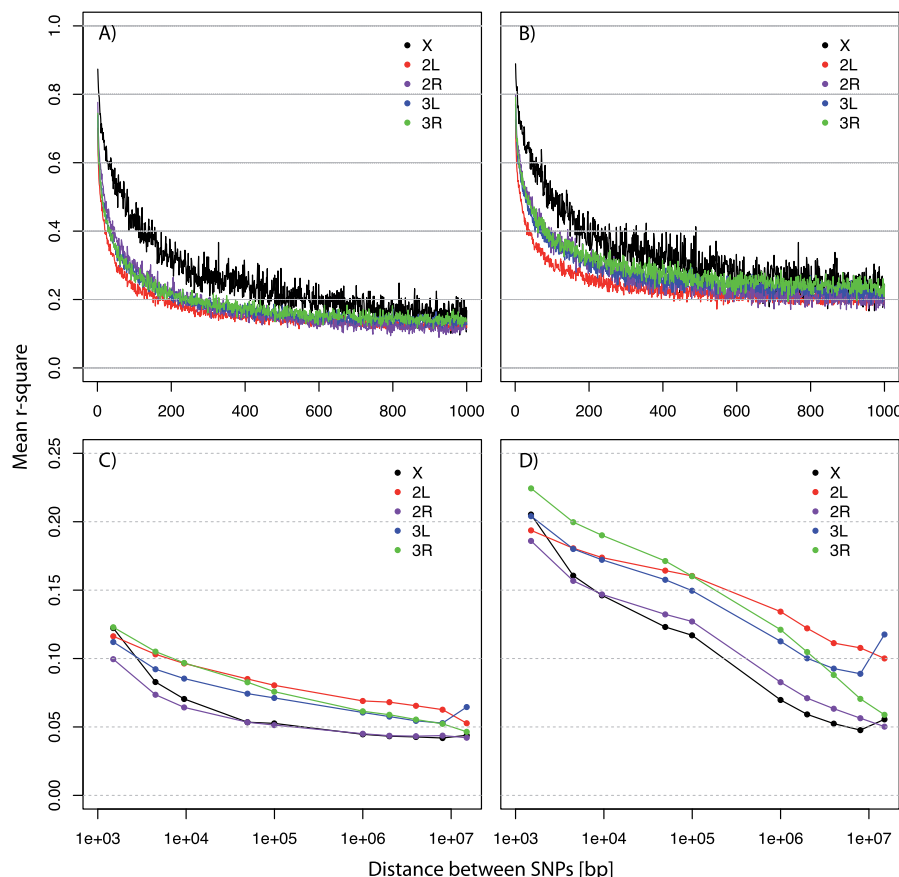 A)
X
2L
2R
3L
3R
B)
X
2L
2R
3L
3R
1.0
0.8
0.6
0.4
0.2
0.0
0 200 400 600 800 1000
0 200 400 600 800 1000
Mean r-square
C)
X
2L
2R
3L
3R
D)
X
2L
2R
3L
3R
0.25
0.20
0.15
0.10
0.05
0.00
1e+03 1e+04 1e+05 1e+06 1e+07
1e+03 1e+04 1e+05 1e+06 1e+07
Distance between SNPs [bp]